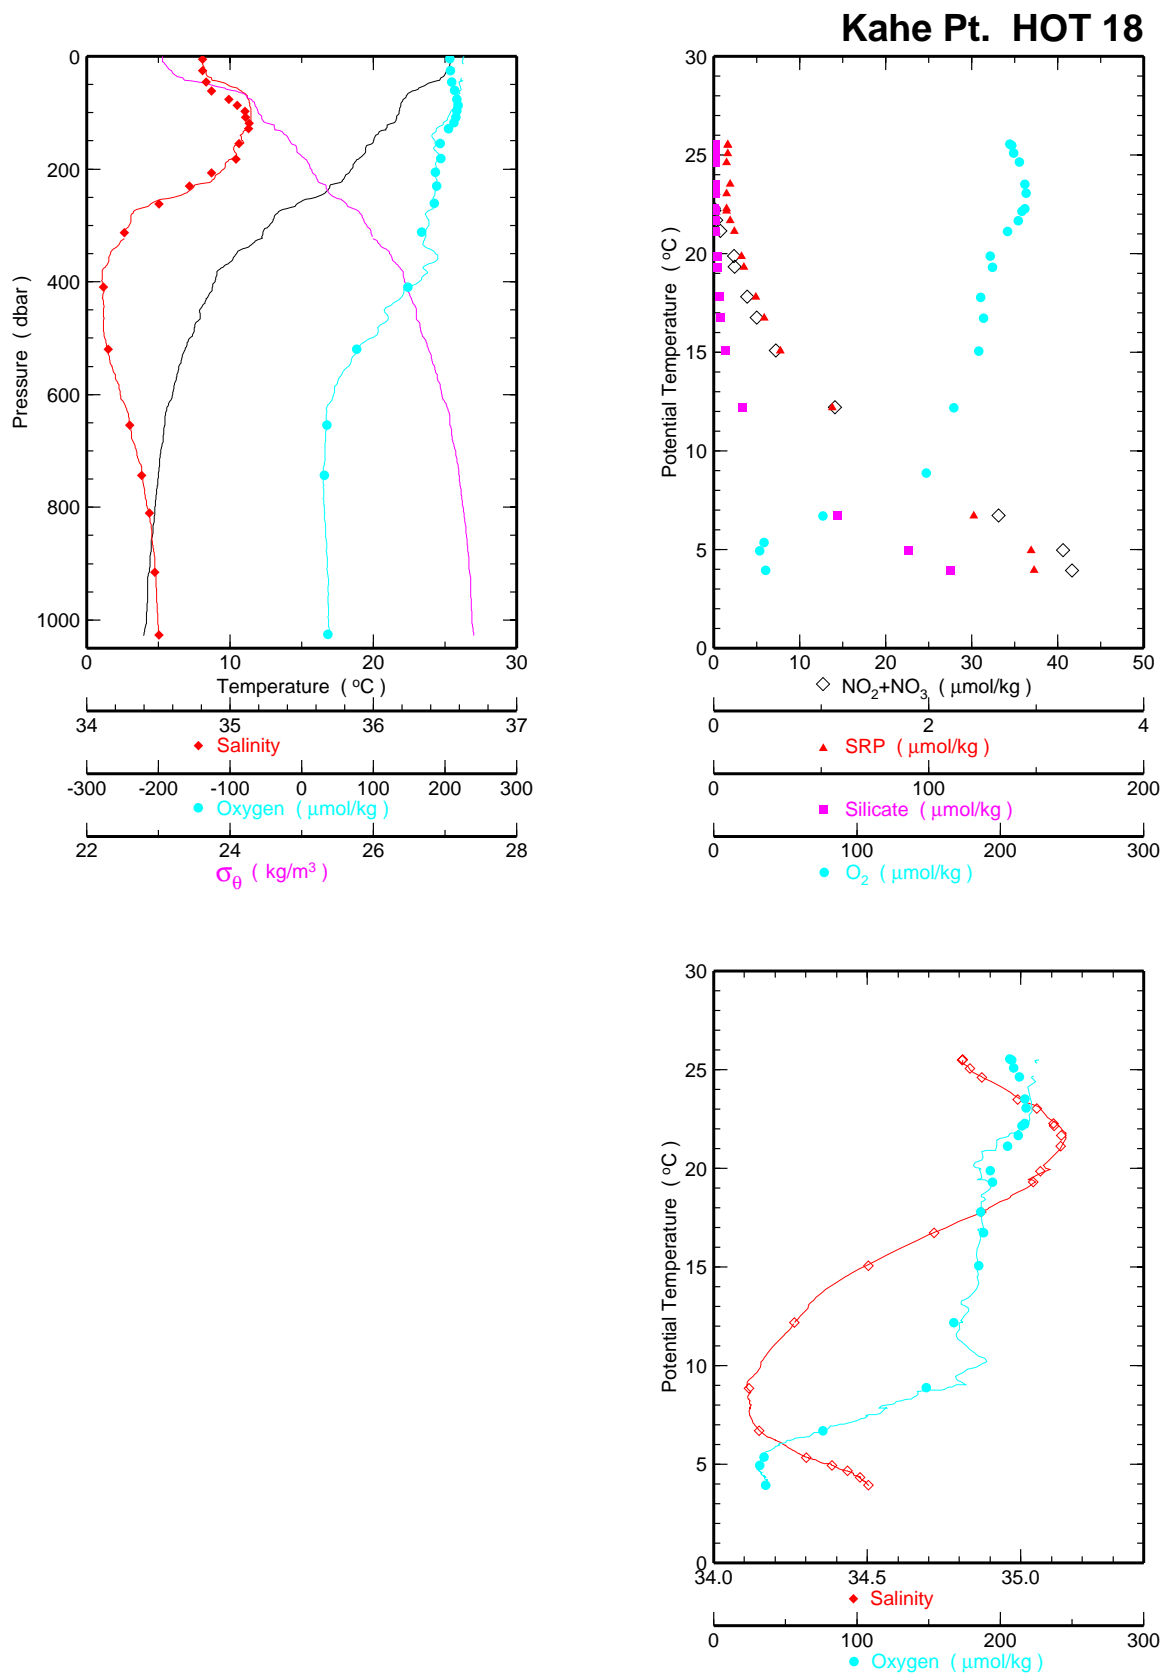 Kahe Pt. HOT 18
0
200
400
600
800
1000
Pressure ( dbar )
0 10 20 30
Temperature ( °C )
34 35 36 37
Salinity
-300 -200 -100 0 100 200 300
Oxygen ( μmol/kg )
22 24 26 28
σθ ( kg/m³ )
30
25
20
15
10
5
0
Potential Temperature ( °C )
0 10 20 30 40 50
NO₂+NO₃ ( μmol/kg )
0 2 4
SRP ( μmol/kg )
0 100 200
Silicate ( μmol/kg )
0 100 200 300
O₂ ( μmol/kg )
30
25
20
15
10
5
0
Potential Temperature ( °C )
34.0 34.5 35.0
Salinity
0 100 200 300
Oxygen ( μmol/kg )